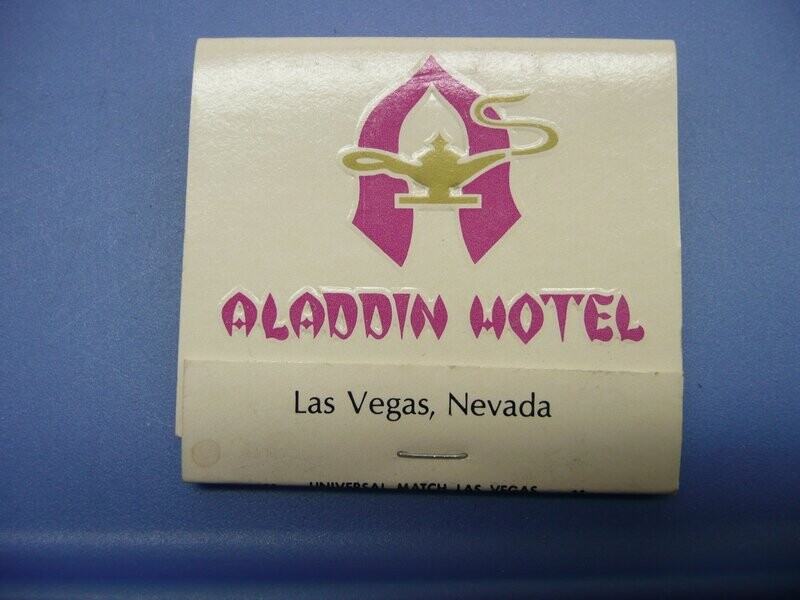 ALADDIN HOTEL
Las Vegas, Nevada
UNIVERSAL MATCH LAS VEGAS